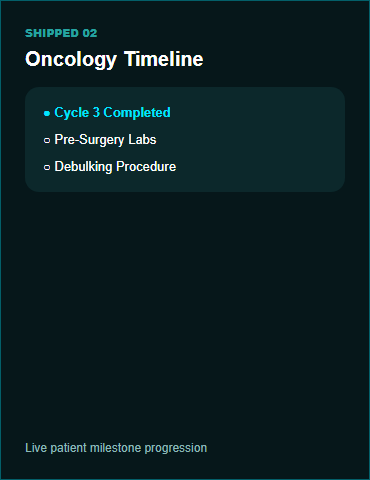 SHIPPED 02
Oncology Timeline
● Cycle 3 Completed
○ Pre-Surgery Labs
○ Debulking Procedure
Live patient milestone progression